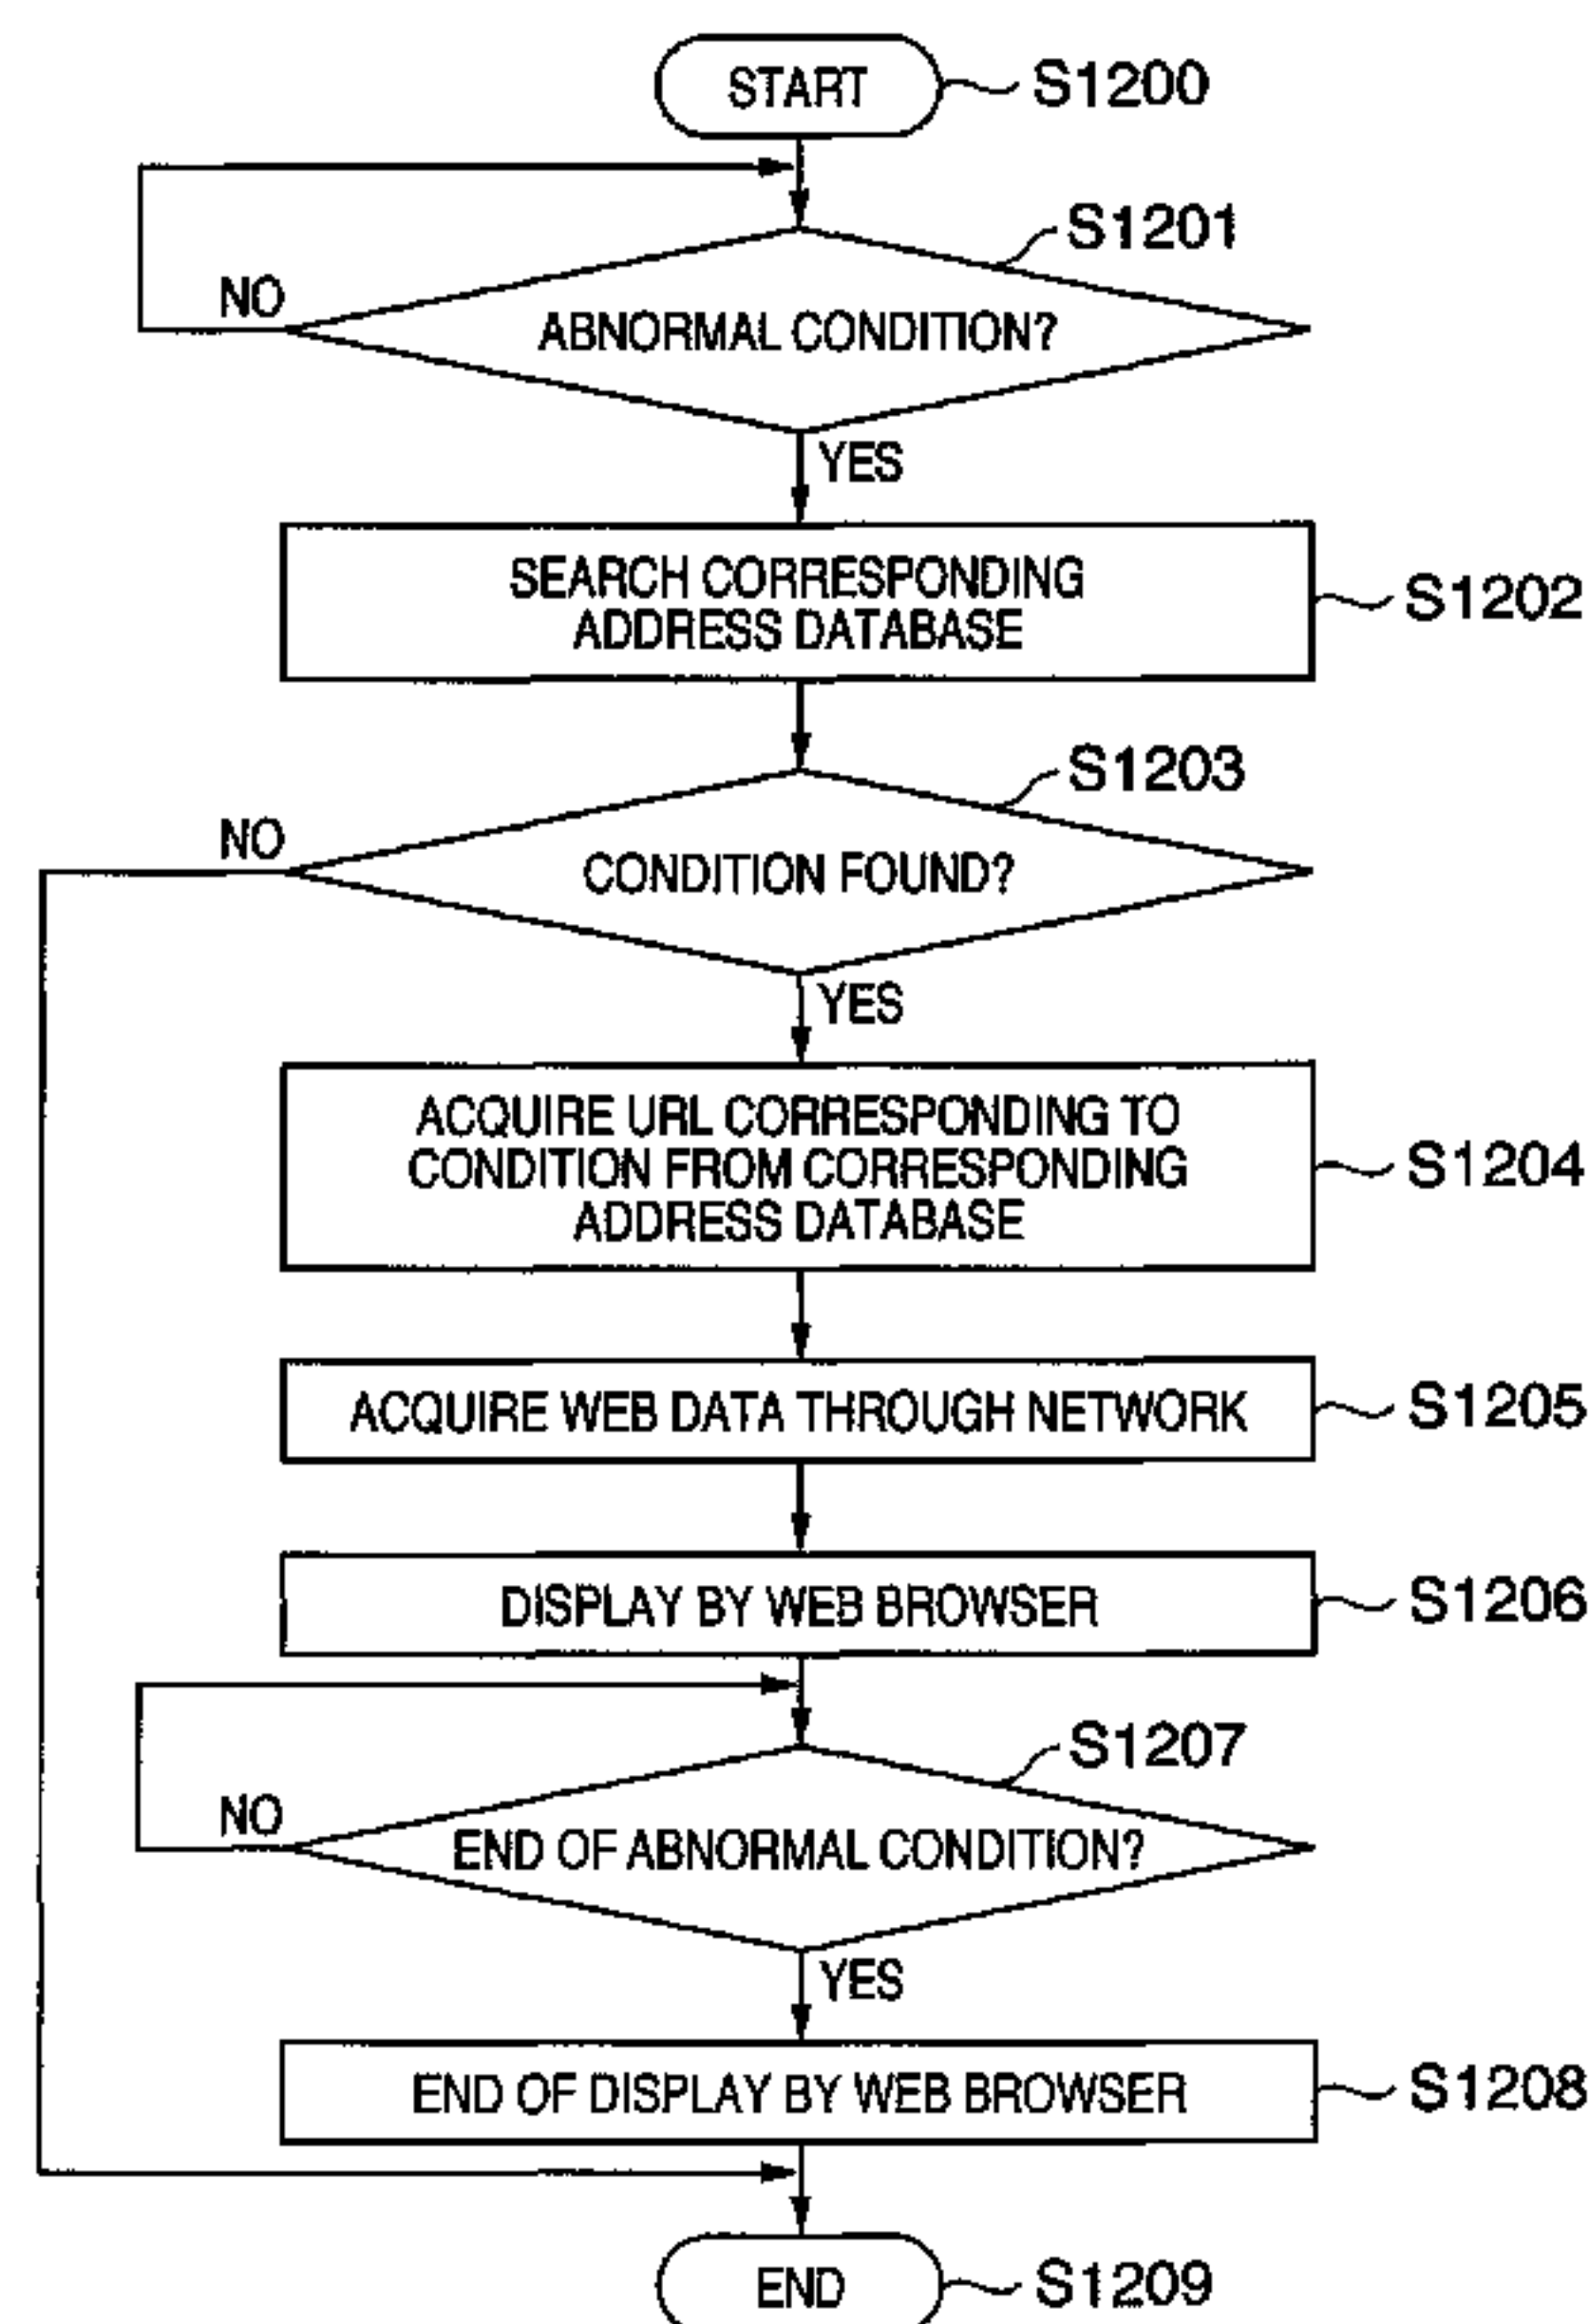 START
S1200
S1201
NO
ABNORMAL CONDITION?
YES
SEARCH CORRESPONDING
ADDRESS DATABASE
S1202
S1203
NO
CONDITION FOUND?
YES
ACQUIRE URL CORRESPONDING TO
CONDITION FROM CORRESPONDING
ADDRESS DATABASE
S1204
ACQUIRE WEB DATA THROUGH NETWORK
S1205
DISPLAY BY WEB BROWSER
S1206
S1207
NO
END OF ABNORMAL CONDITION?
YES
END OF DISPLAY BY WEB BROWSER
S1208
END
S1209